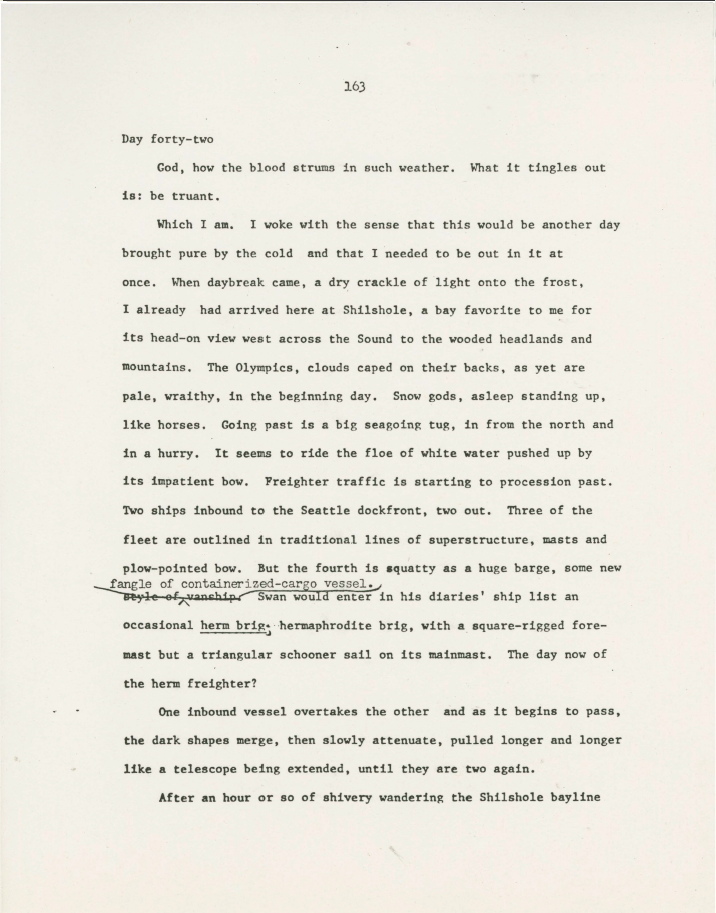 163
Day forty-two
God, how the blood strums in such weather. What it tingles out
is: be truant.
Which I am. I woke with the sense that this would be another day
brought pure by the cold and that I needed to be out in it at
once. When daybreak came, a dry crackle of light onto the frost,
I already had arrived here at Shilshole, a bay favorite to me for
its head-on view west across the Sound to the wooded headlands and
mountains. The Olympics, clouds caped on their backs, as yet are
pale, wraithy, in the beginning day. Snow gods, asleep standing up,
like horses. Going past is a big seagoing tug, in from the north and
in a hurry. It seems to ride the floe of white water pushed up by
its impatient bow. Freighter traffic is starting to procession past.
Two ships inbound to the Seattle dockfront, two out. Three of the
fleet are outlined in traditional lines of superstructure, masts and
plow-pointed bow. But the fourth is squatty as a huge barge, some new
fangle of containerized-cargo vessel.
style of vanship. Swan would enter in his diaries' ship list an
occasional herm brig: hermaphrodite brig, with a square-rigged fore-
mast but a triangular schooner sail on its mainmast. The day now of
the herm freighter?
One inbound vessel overtakes the other and as it begins to pass,
the dark shapes merge, then slowly attenuate, pulled longer and longer
like a telescope being extended, until they are two again.
After an hour or so of shivery wandering the Shilshole bayline